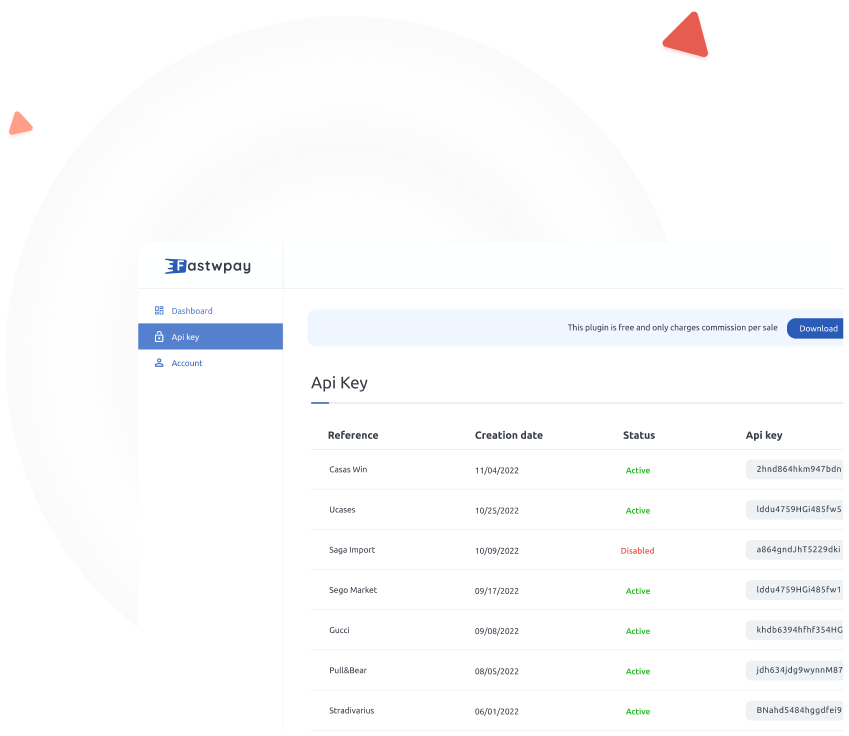 Fastwpay
Dashboard
Api key
Account
This plugin is free and only charges commission per sale Download
Api Key
Reference Creation date Status Api key
Casas Win 11/04/2022 Active 2hnd864hkm947bdn
Ucases 10/25/2022 Active lddu4759HGi485fw5
Saga Import 10/09/2022 Disabled a864gndJhT5229dki
Sego Market 09/17/2022 Active lddu4759HGi485fw1
Gucci 09/08/2022 Active khdb6394hfhf354HG
Pull&Bear 08/05/2022 Active jdh634jdg9wynnM87
Stradivarius 06/01/2022 Active BNahd5484hggdfei9